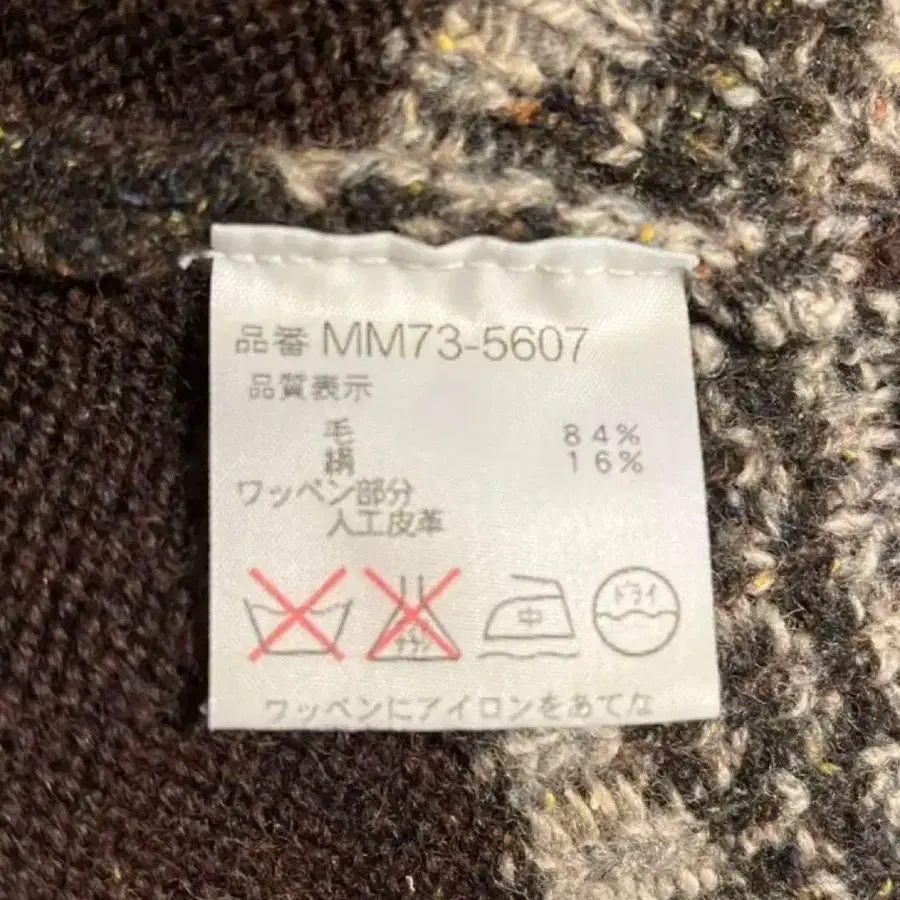 品番 MM73-5607
品質表示
毛 84%
絹 16%
ワッペン部分
人工皮革
中 ドライ
ワッペンにアイロンをあてな